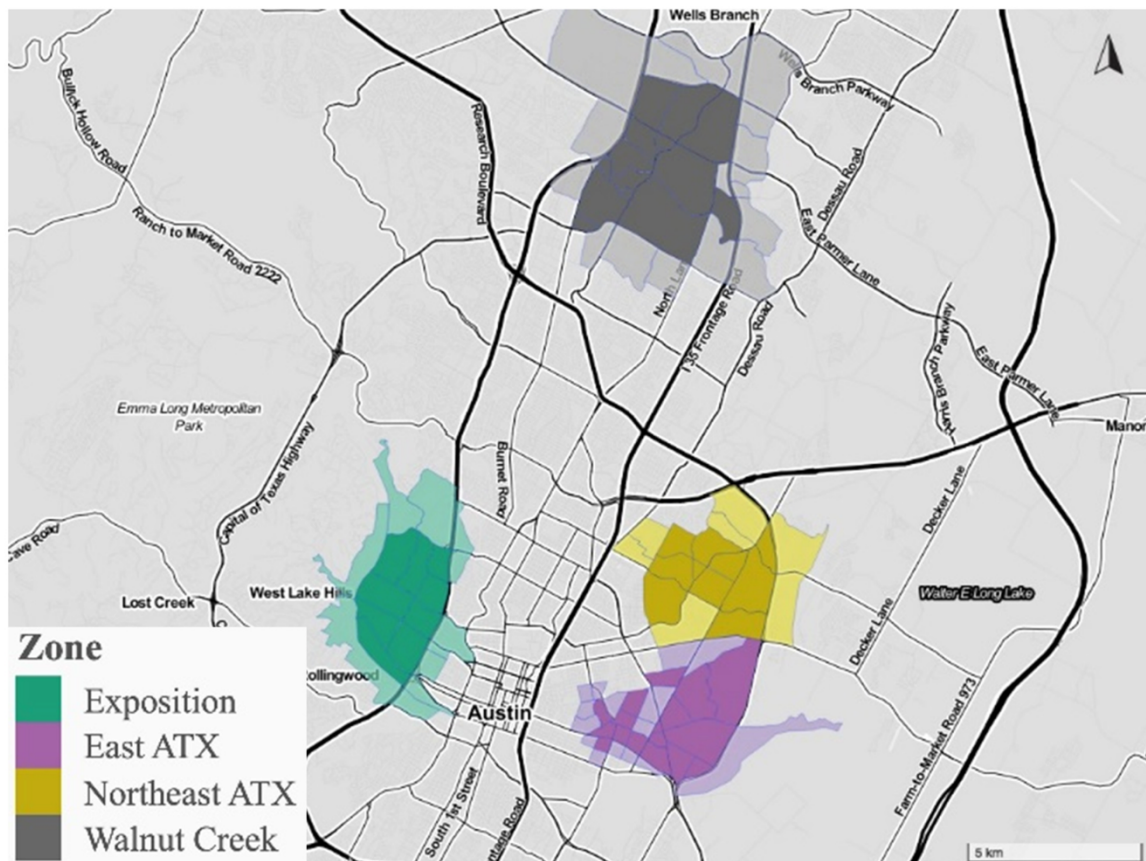 Wells Branch
Wells Branch Parkway
Bullick Hollow Road
Research Boulevard
Dessau Road
Ranch to Market Road 2222
East Parmer Lane
North La
I 35 Frontage Road
Dessau Road
Harris Branch Parkway
East Parmer Lane
Emma Long Metropolitan
Park
Manor
Capital of Texas Highway
Burnet Road
Decker Lane
Cave Road
West Lake Hills
Lost Creek
Walter E Long Lake
Decker Lane
Rollingwood
Austin
Farm-to-Market Road 973
South 1st Street
ntage Road
Zone
Exposition
East ATX
Northeast ATX
Walnut Creek
5 km